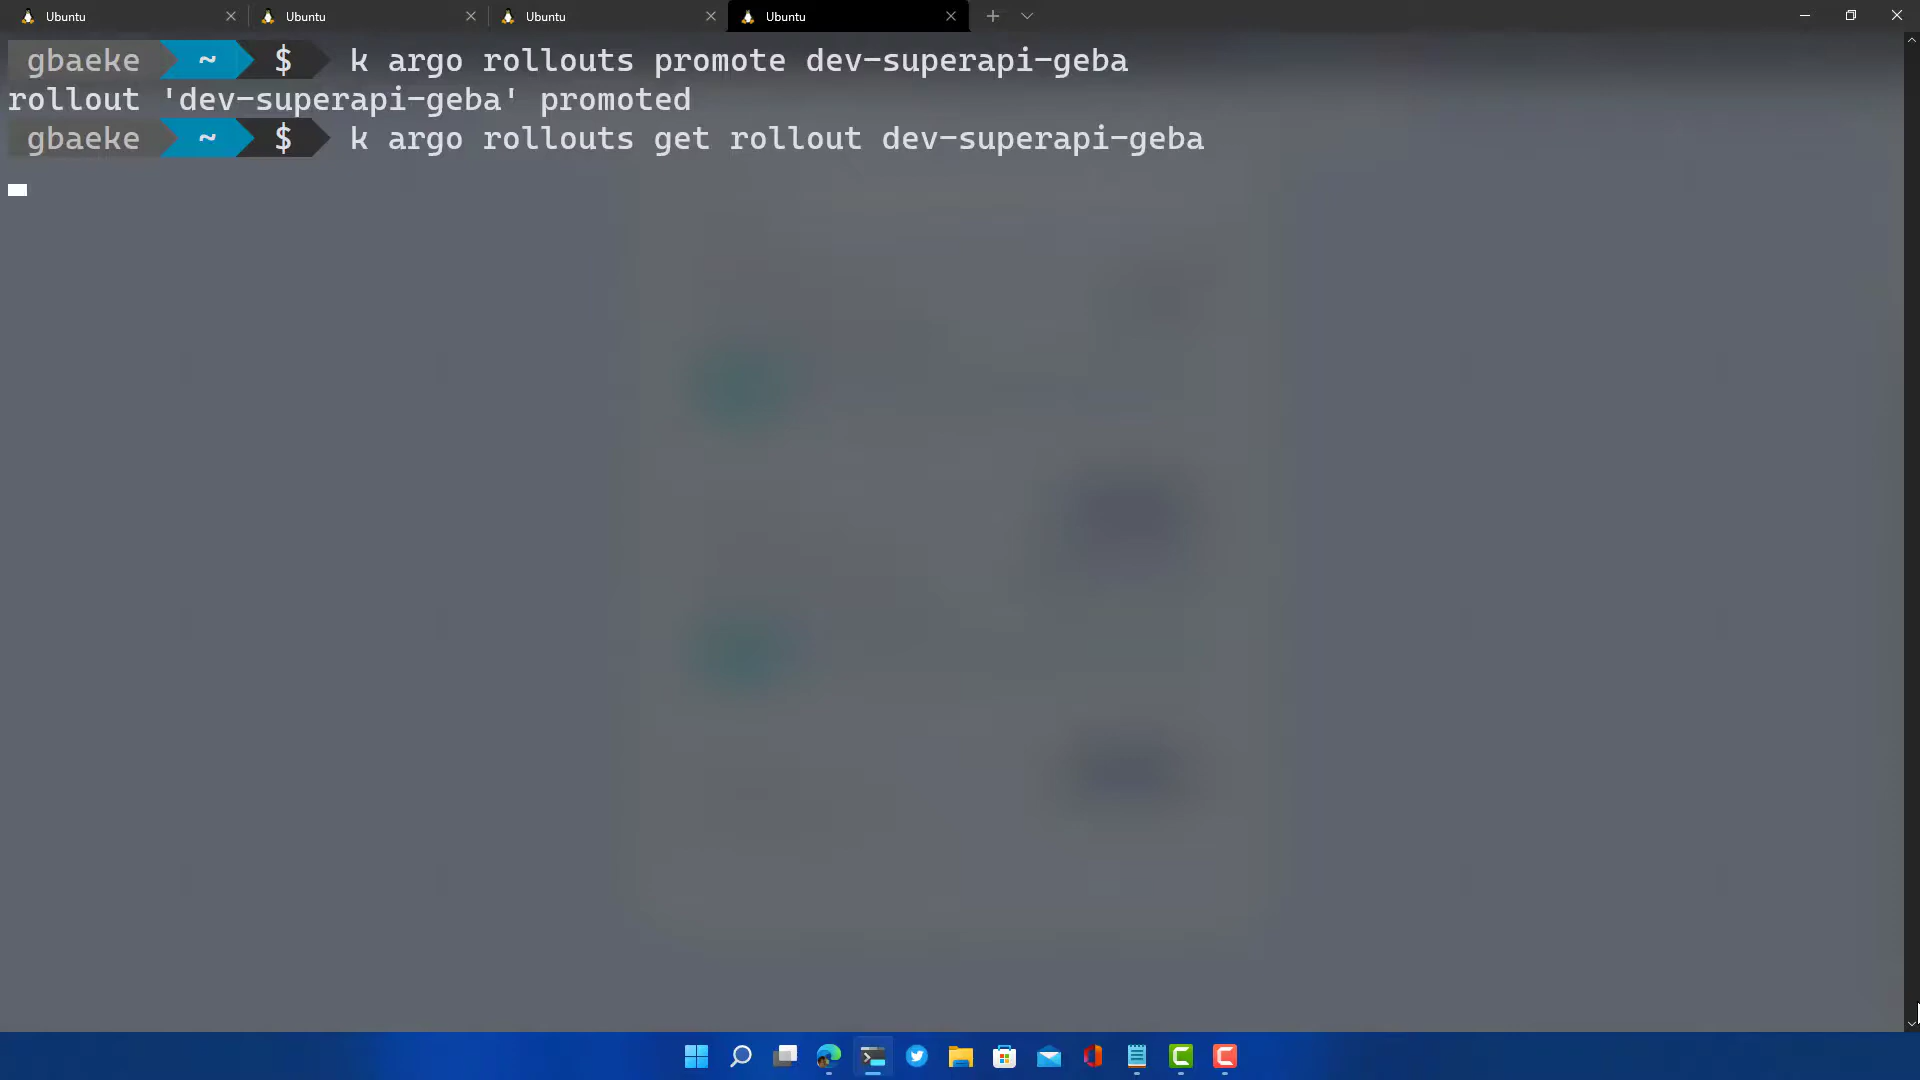 Ubuntu Ubuntu Ubuntu Ubuntu
gbaeke ~ $ k argo rollouts promote dev-superapi-geba
rollout 'dev-superapi-geba' promoted
gbaeke ~ $ k argo rollouts get rollout dev-superapi-geba